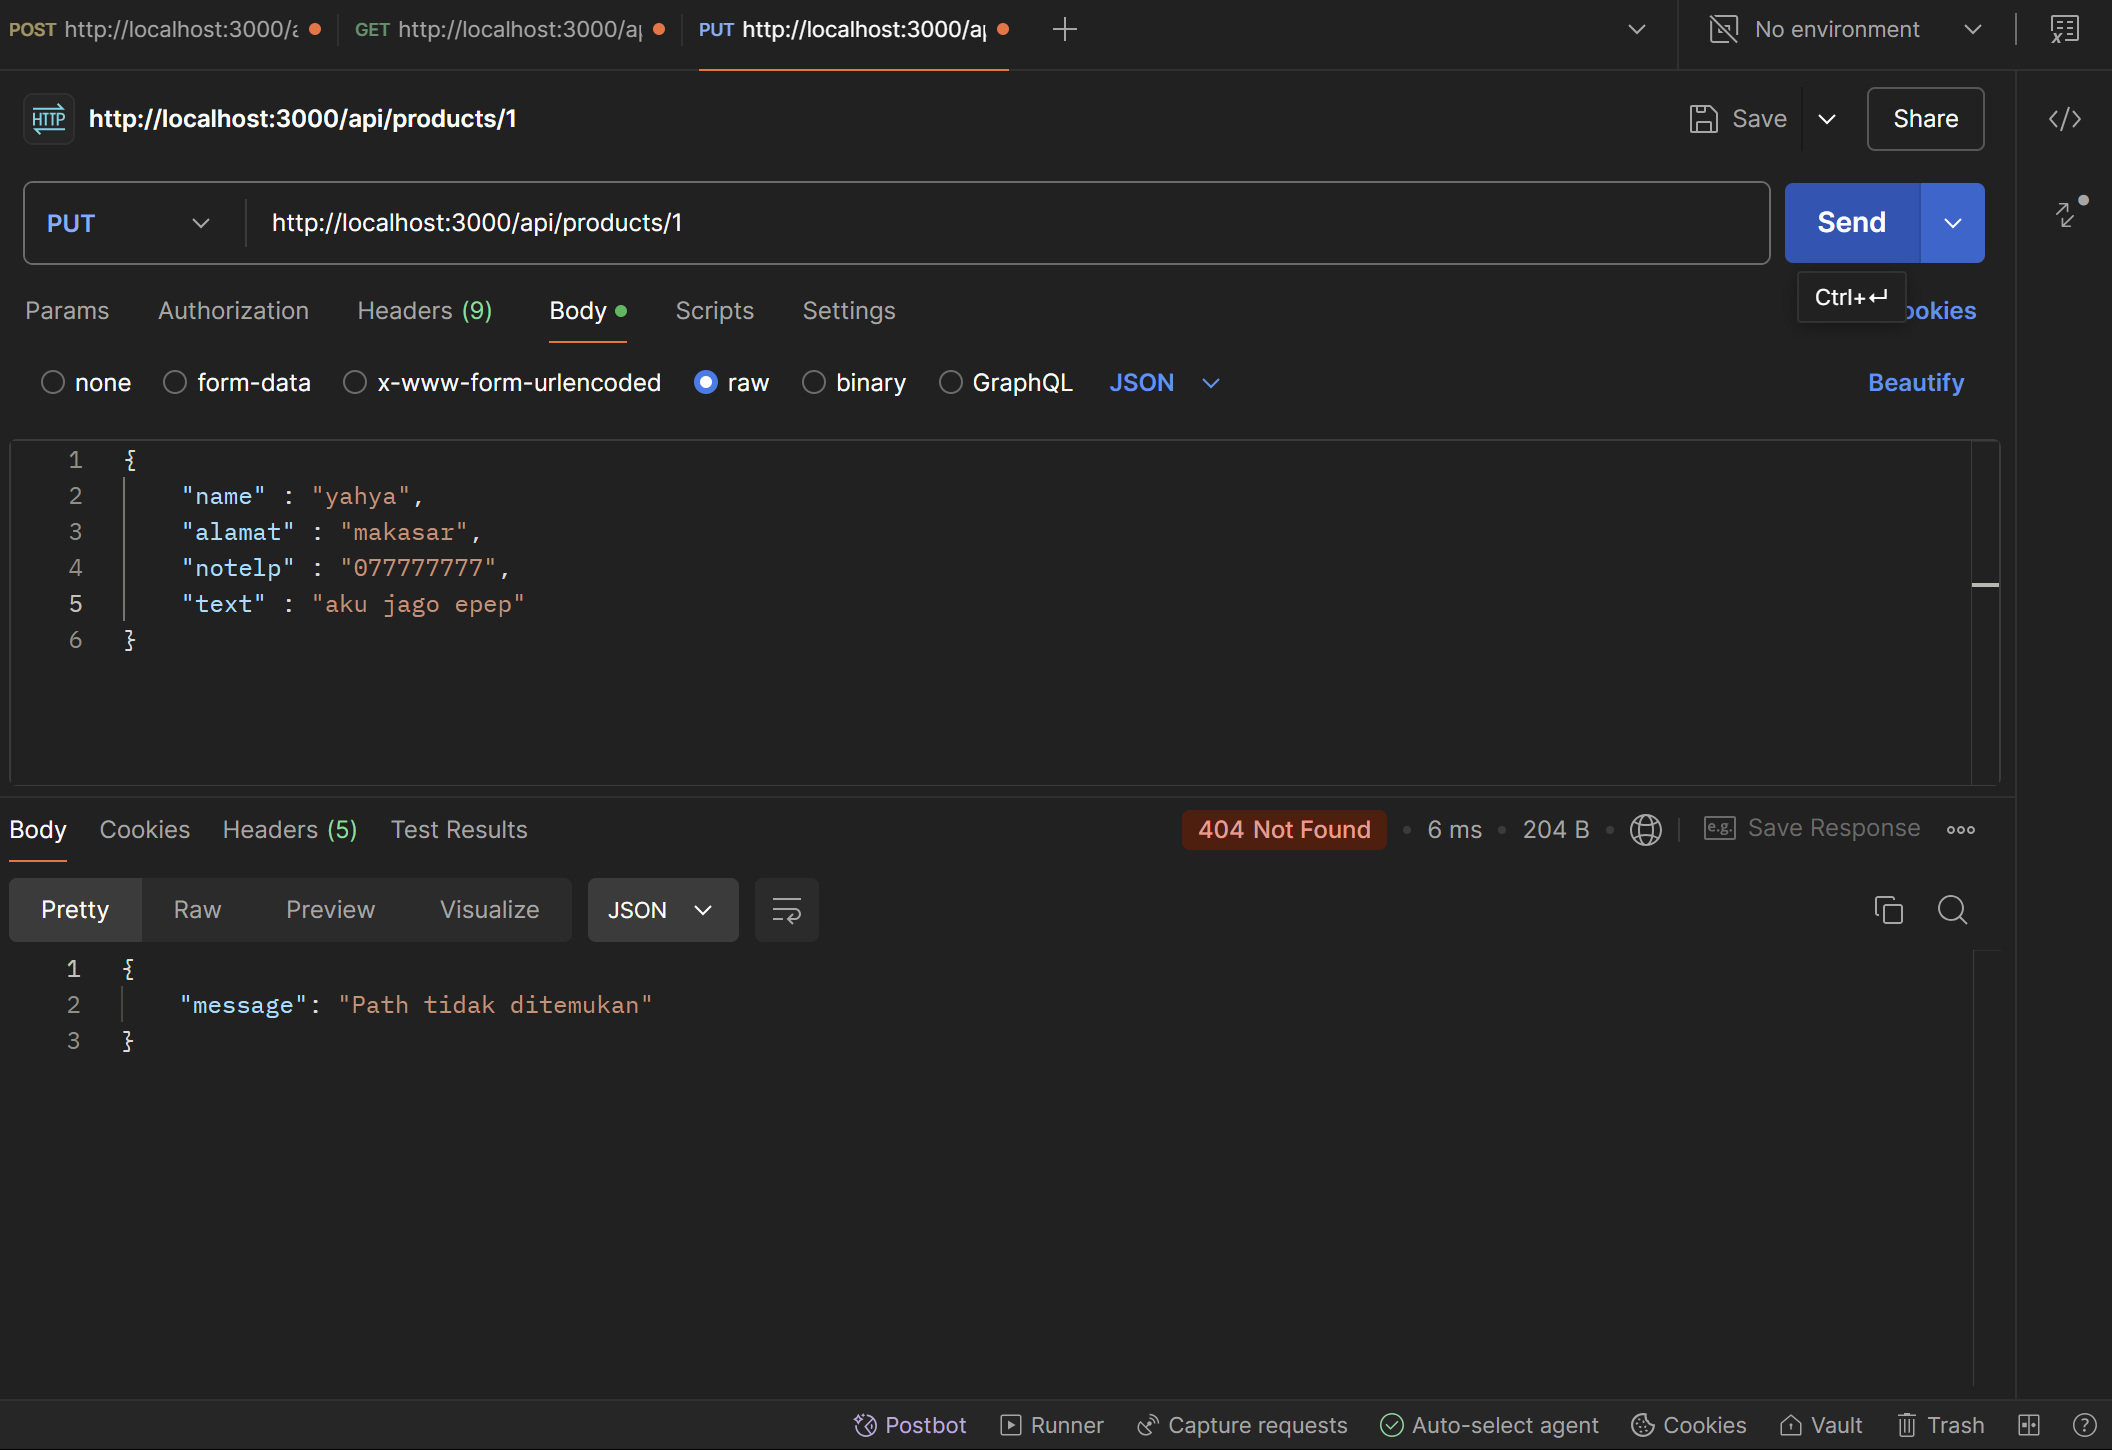 POST http://localhost:3000/a
GET http://localhost:3000/ap
PUT http://localhost:3000/ap
No environment
HTTP http://localhost:3000/api/products/1
Save
Share
PUT http://localhost:3000/api/products/1
Send
Ctrl+↵
ookies
Params Authorization Headers (9) Body Scripts Settings
none form-data x-www-form-urlencoded raw binary GraphQL JSON Beautify
1 {
2 "name" : "yahya",
3 "alamat" : "makasar",
4 "notelp" : "077777777",
5 "text" : "aku jago epep"
6 }
Body Cookies Headers (5) Test Results 404 Not Found • 6 ms • 204 B • e.g. Save Response
Pretty Raw Preview Visualize JSON
1 {
2 "message": "Path tidak ditemukan"
3 }
Postbot Runner Capture requests Auto-select agent Cookies Vault Trash ?